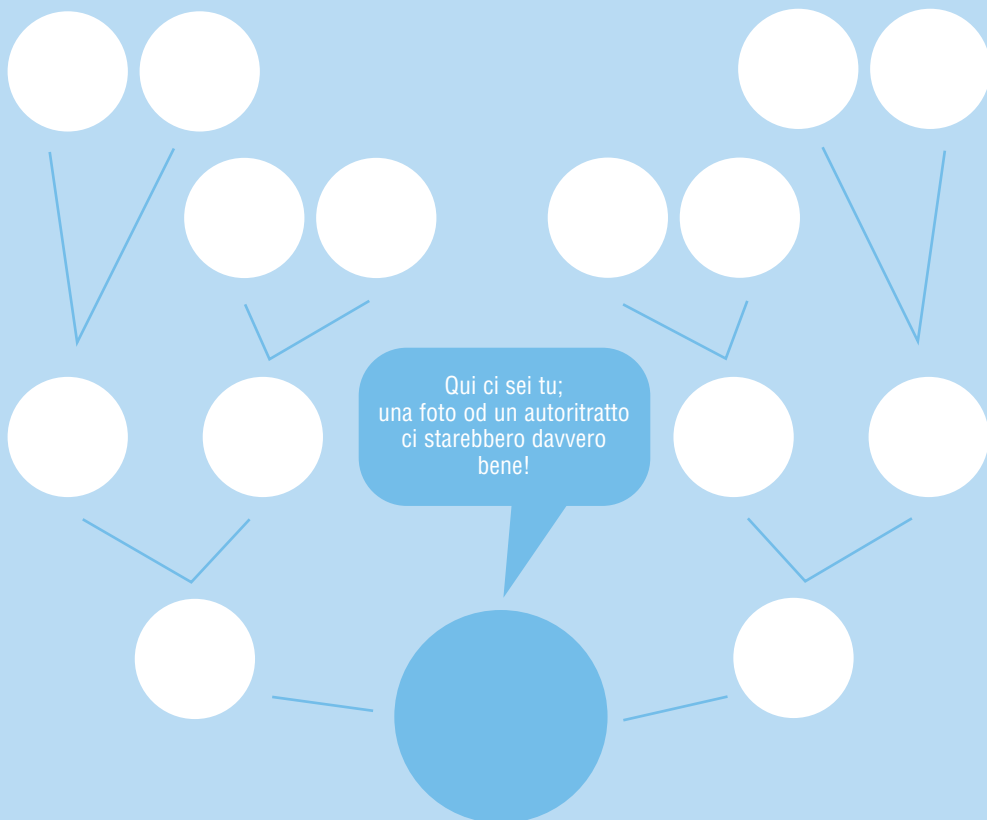 Qui ci sei tu;
una foto od un autoritratto
ci starebbero davvero
bene!